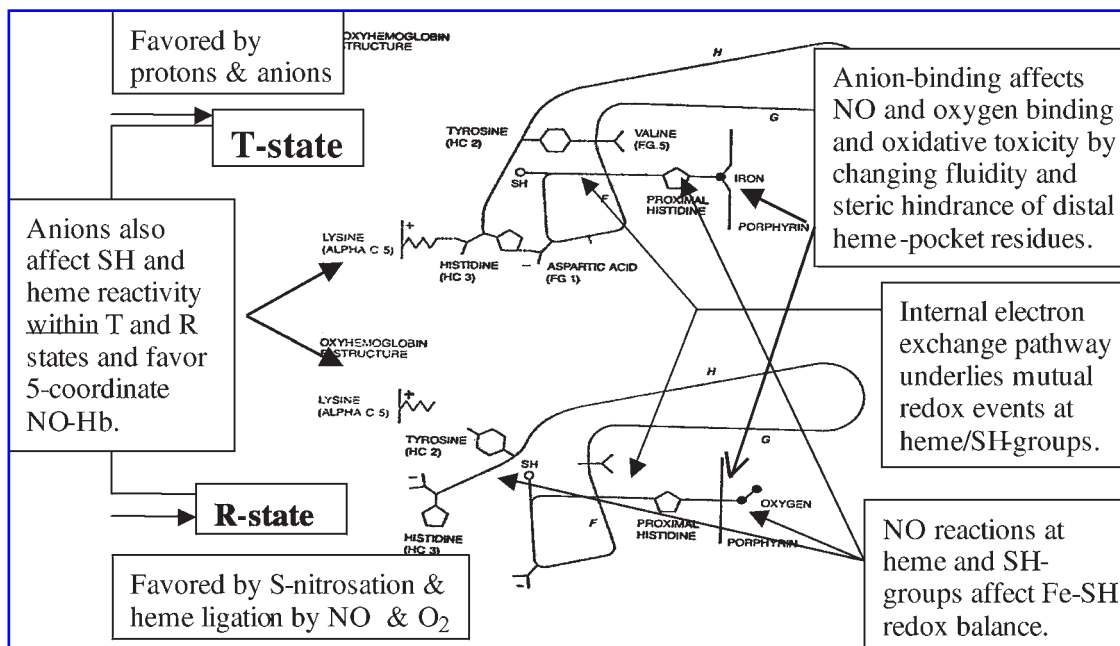 Favored by
protons & anions
OXYHEMOGLOBIN
STRUCTURE
T-state
Anions also
affect SH and
heme reactivity
within T and R
states and favor
5-coordinate
NO-Hb.
R-state
Favored by S-nitrosation &
heme ligation by NO & O₂
H
G
TYROSINE
(HC 2)
VALINE
(FG 5)
SH
F
PROXIMAL
HISTIDINE
IRON
PORPHYRIN
LYSINE
(ALPHA C 5)
+
HISTIDINE
(HC 3)
−
ASPARTIC ACID
(FG 1)
OXYHEMOGLOBIN
STRUCTURE
H
LYSINE
(ALPHA C 5)
+
TYROSINE
(HC 2)
G
SH
−
F
PROXIMAL
HISTIDINE
OXYGEN
PORPHYRIN
HISTIDINE
(HC 3)
−
Anion-binding affects
NO and oxygen binding
and oxidative toxicity by
changing fluidity and
steric hindrance of distal
heme-pocket residues.
Internal electron
exchange pathway
underlies mutual
redox events at
heme/SH-groups.
NO reactions at
heme and SH-
groups affect Fe-SH
redox balance.